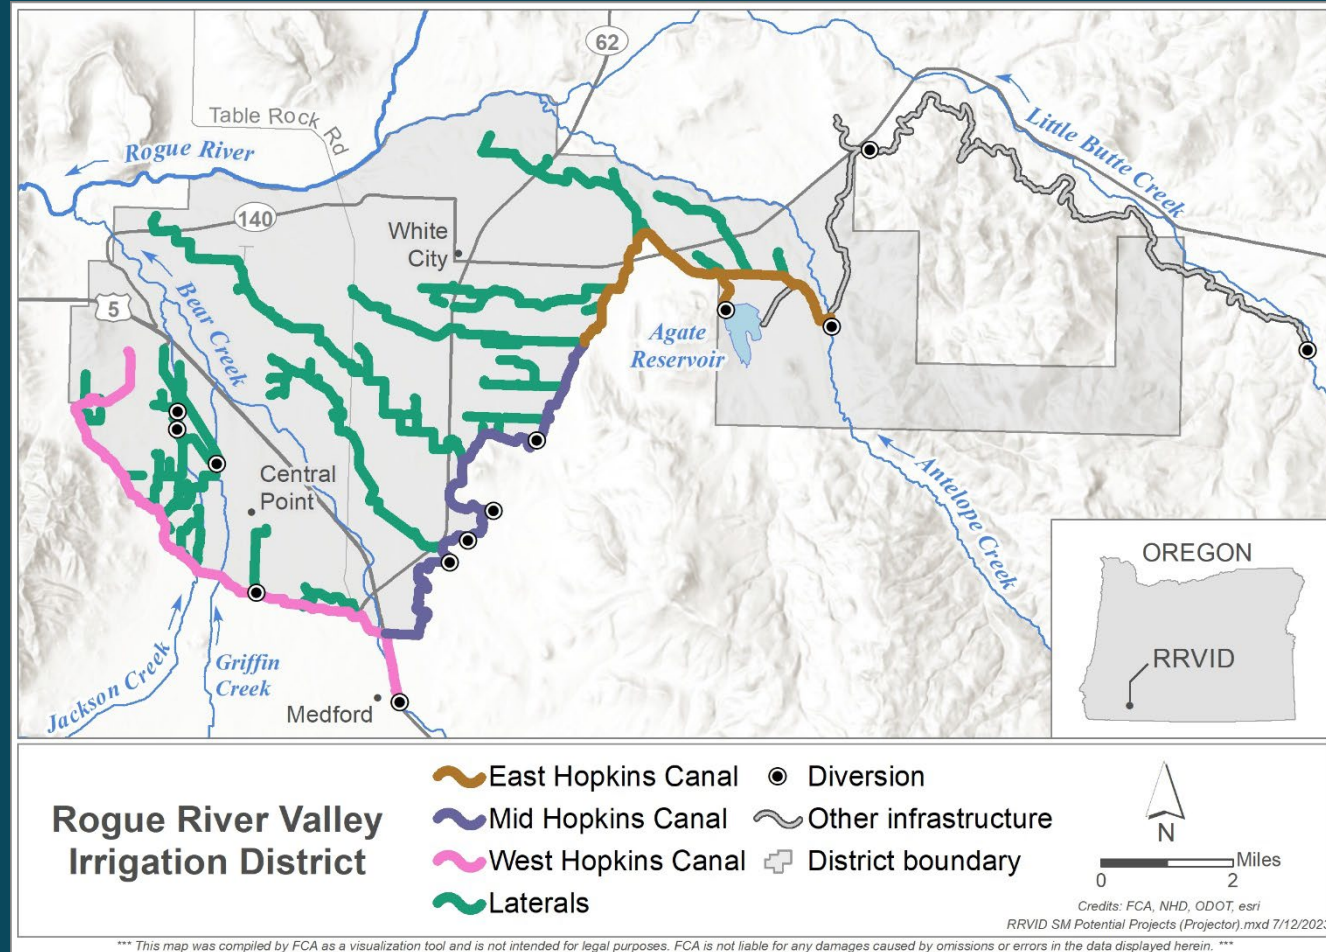 62
Table Rock Rd
Rogue River
Little Butte Creek
140
White
City
5
Bear Creek
Agate
Reservoir
Central
Point
Antelope Creek
OREGON
RRVID
Jackson Creek
Griffin
Creek
Medford
Rogue River Valley
Irrigation District
East Hopkins Canal
Mid Hopkins Canal
West Hopkins Canal
Laterals
Diversion
Other infrastructure
District boundary
N
Miles
0 2
Credits: FCA, NHD, ODOT, esri
RRVID SM Potential Projects (Projector).mxd 7/12/2023
*** This map was compiled by FCA as a visualization tool and is not intended for legal purposes. FCA is not liable for any damages caused by omissions or errors in the data displayed herein. ***